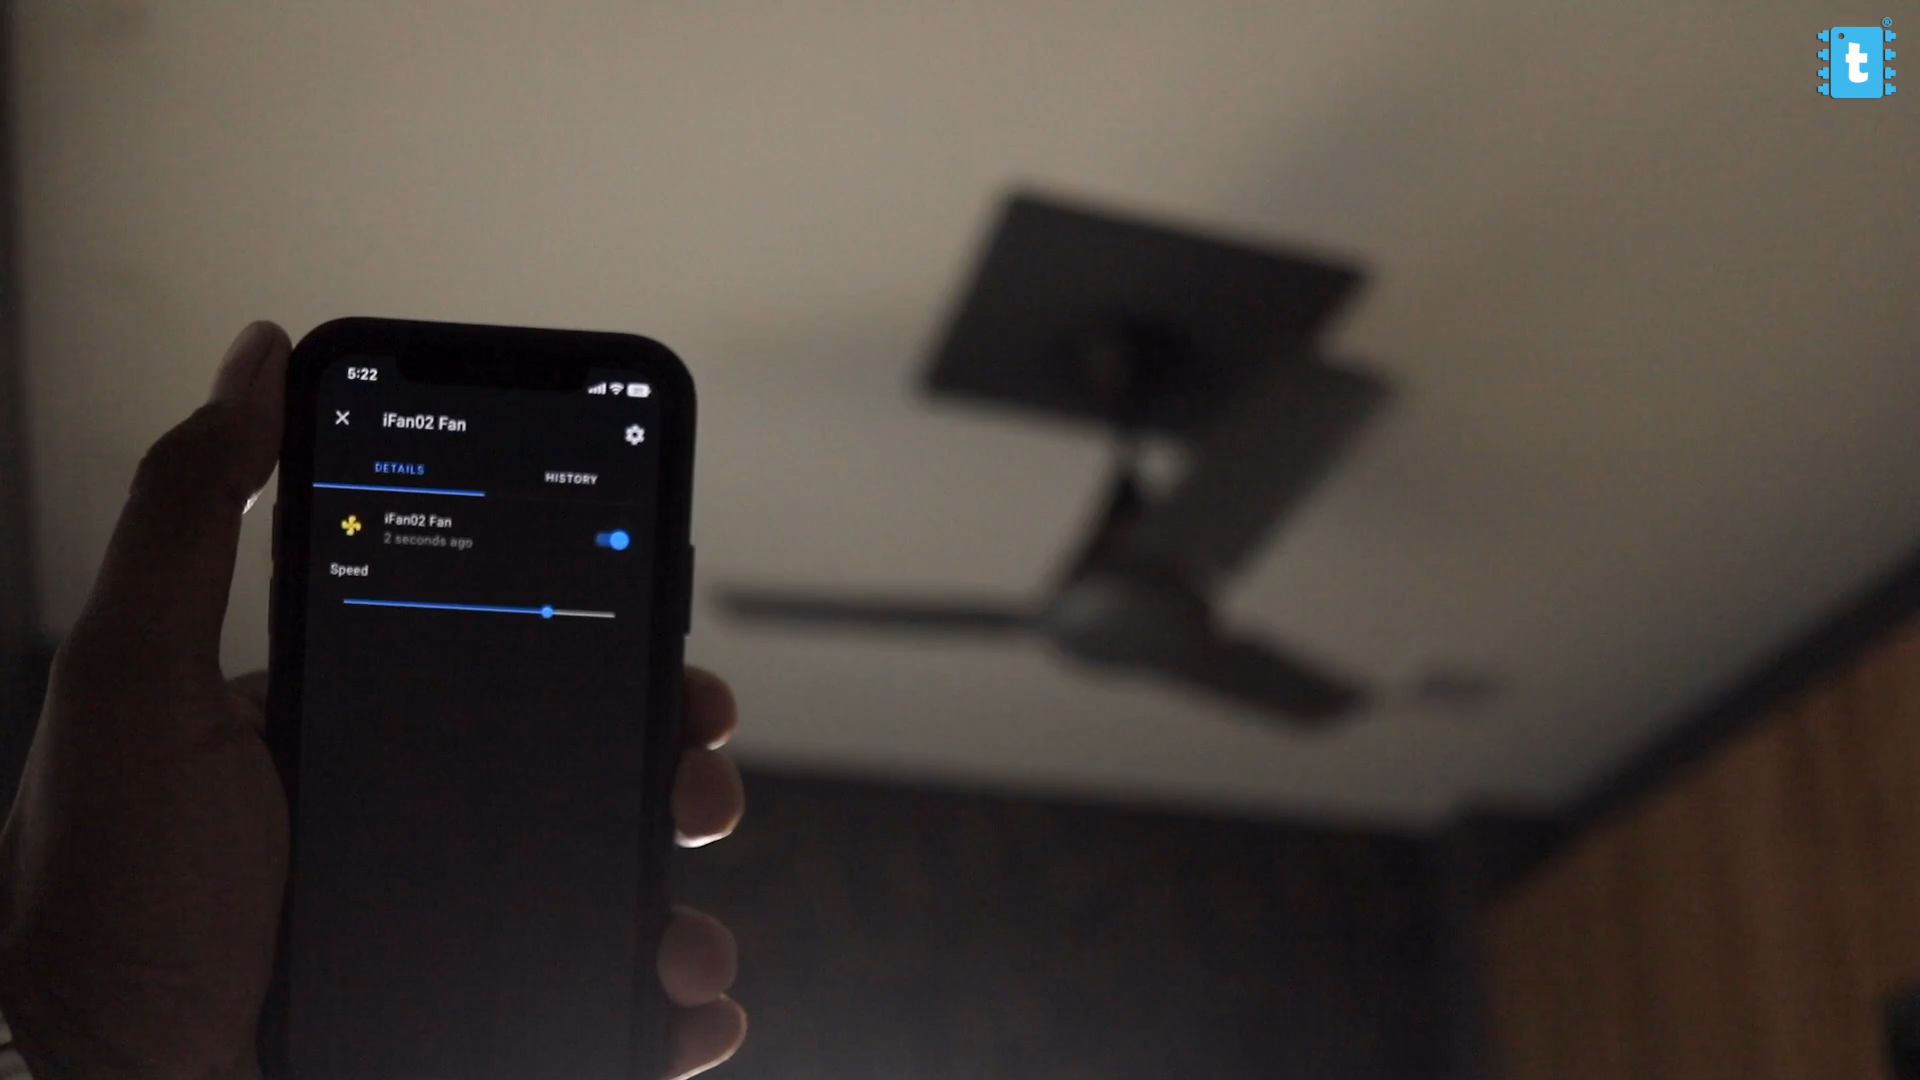 5:22
iFan02 Fan
DETAILS
HISTORY
iFan02 Fan
2 seconds ago
Speed
t
®